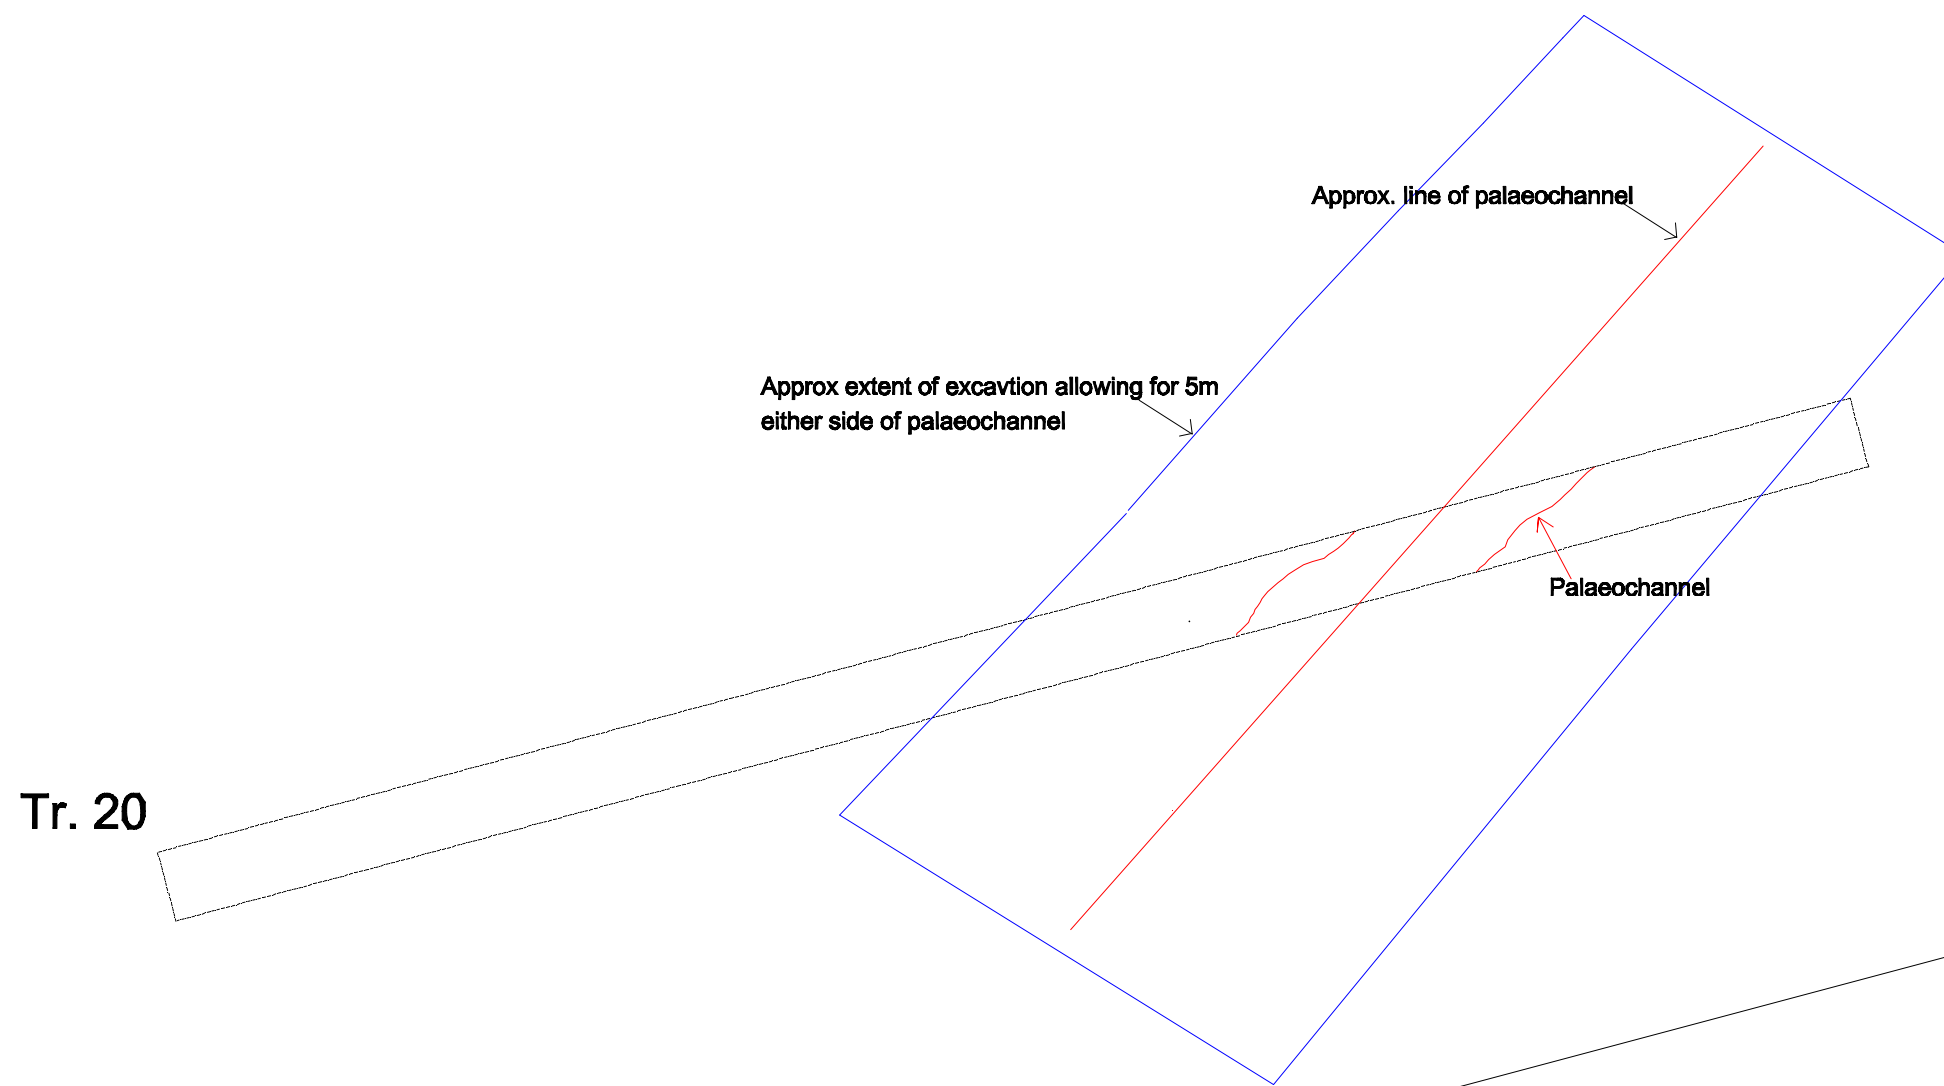 Approx. line of palaeochannel
Approx extent of excavtion allowing for 5m
either side of palaeochannel
Palaeochannel
Tr. 20